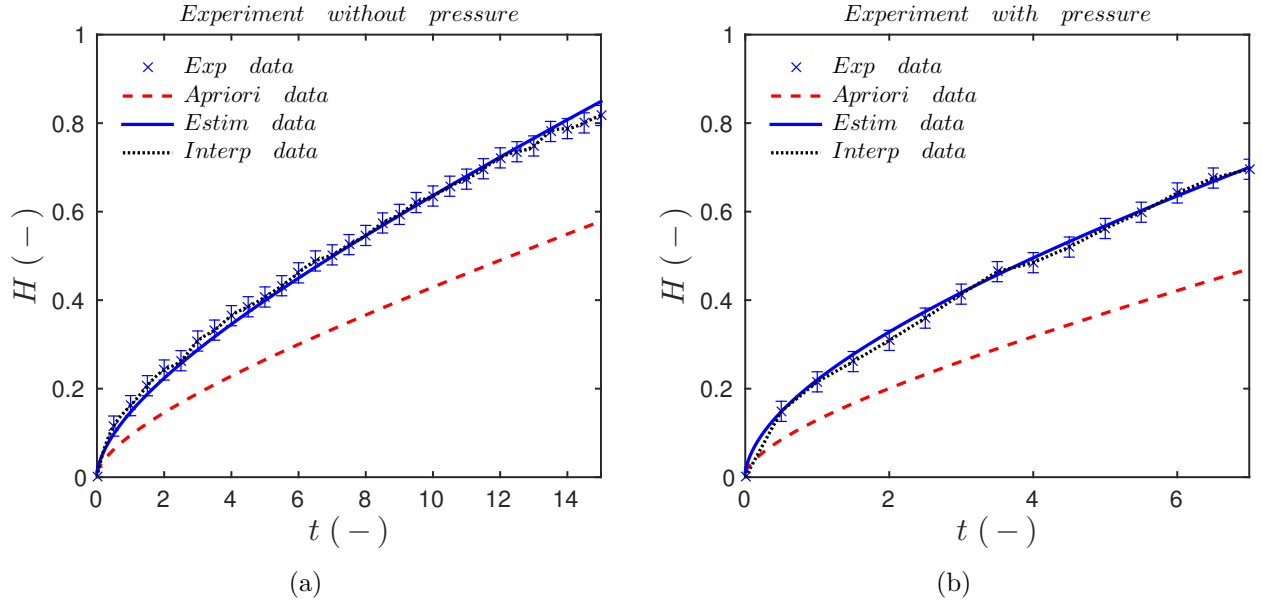 Experiment without pressure
1
0.8
0.6
0.4
0.2
0
H (−)
Exp data
Apriori data
Estim data
Interp data
0 2 4 6 8 10 12 14
t (−)
(a)
Experiment with pressure
1
0.8
0.6
0.4
0.2
0
H (−)
Exp data
Apriori data
Estim data
Interp data
0 2 4 6
t (−)
(b)